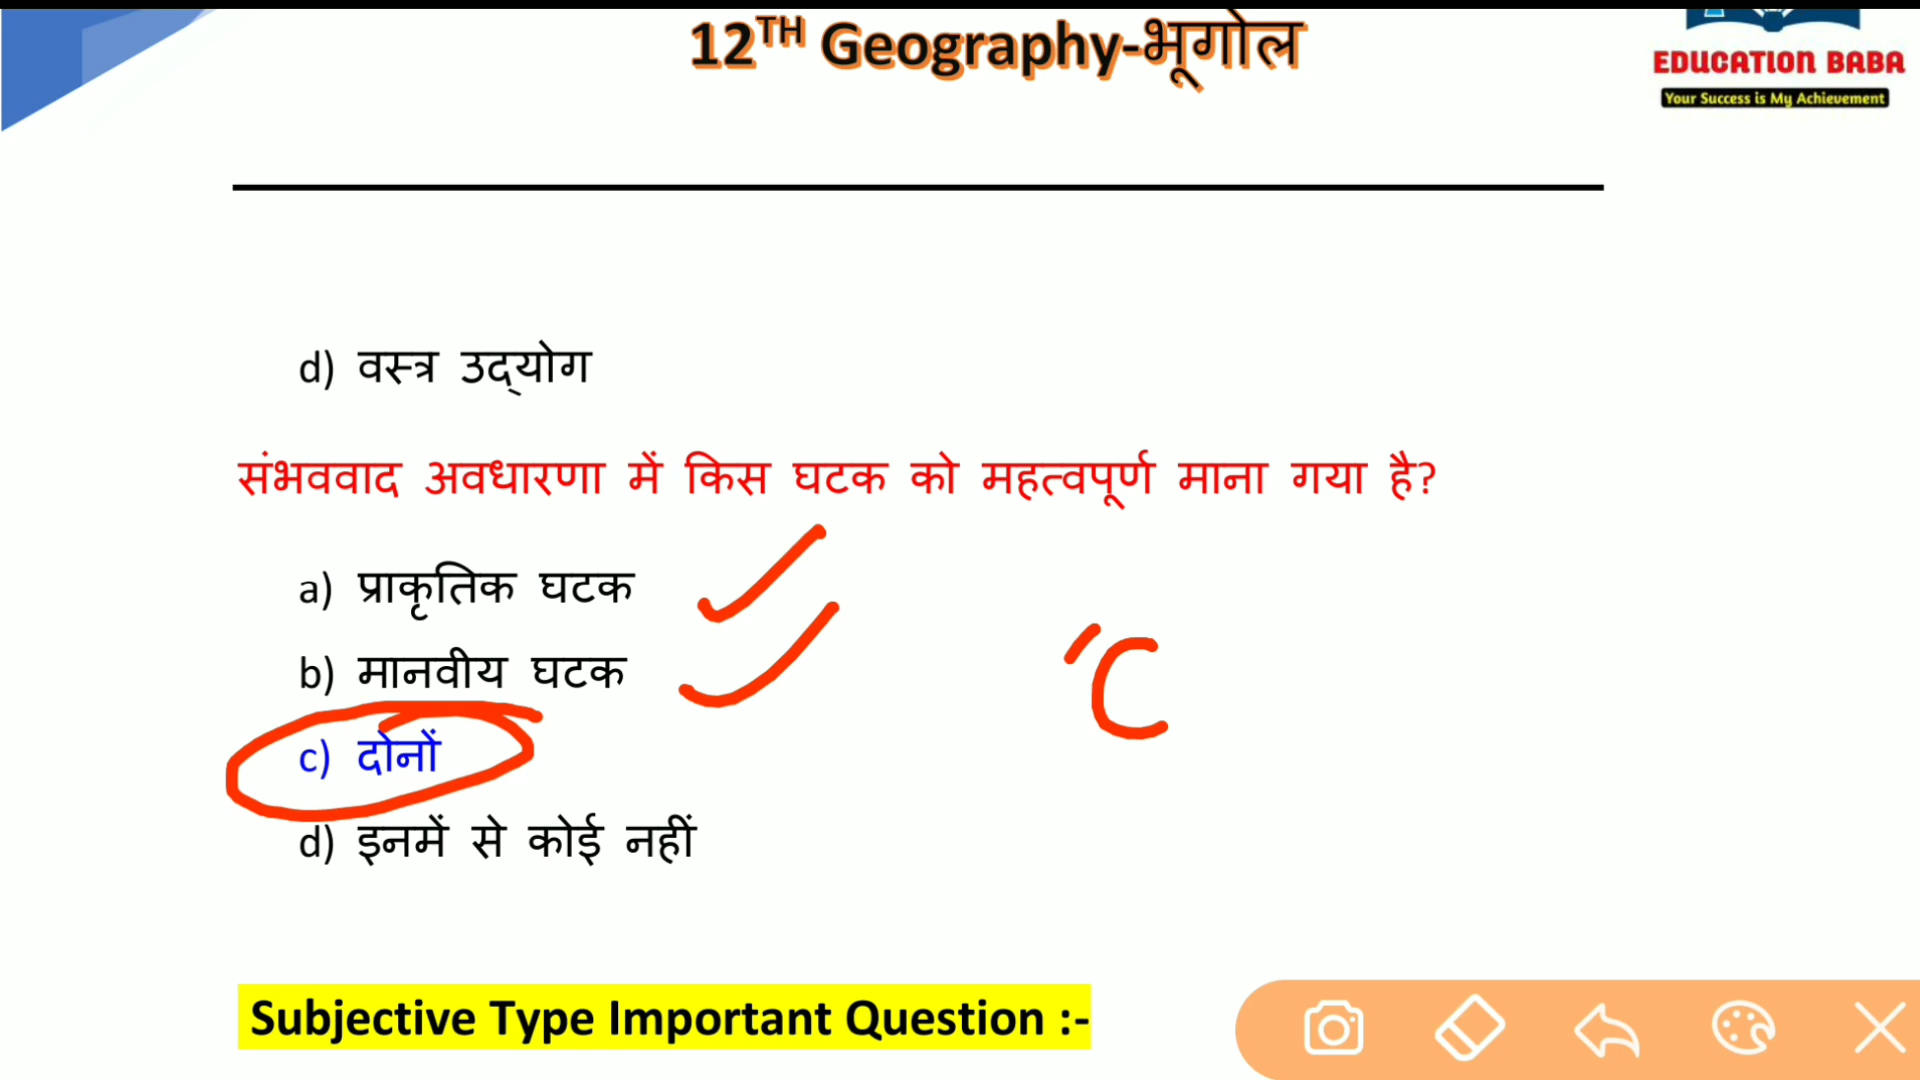 12TH Geography-भूगोल
EDUCATION BABA
Your Success is My Achievement
d) वस्त्र उद्‌योग
संभववाद अवधारणा में किस घटक को महत्वपूर्ण माना गया है?
a) प्राकृतिक घटक
b) मानवीय घटक
C
c) दोनों
d) इनमें से कोई नहीं
Subjective Type Important Question :-